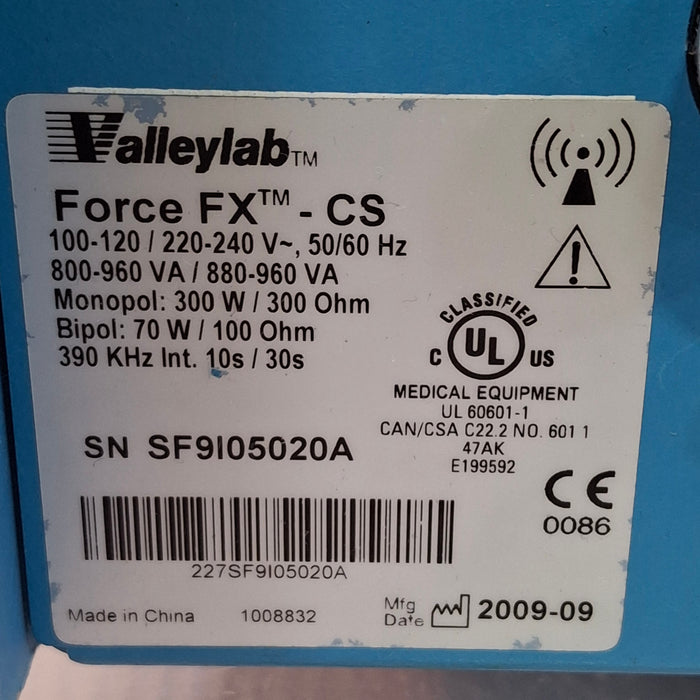 Valleylab™
Force FX™ - CS
100-120 / 220-240 V~, 50/60 Hz
800-960 VA / 880-960 VA
Monopol: 300 W / 300 Ohm
Bipol: 70 W / 100 Ohm
390 KHz Int. 10s / 30s
CLASSIFIED
C UL US
MEDICAL EQUIPMENT
UL 60601-1
CAN/CSA C22.2 NO. 601 1
47AK
E199592
SN SF9I05020A
CE
0086
227SF9I05020A
Made in China 1008832
Mfg Date 2009-09